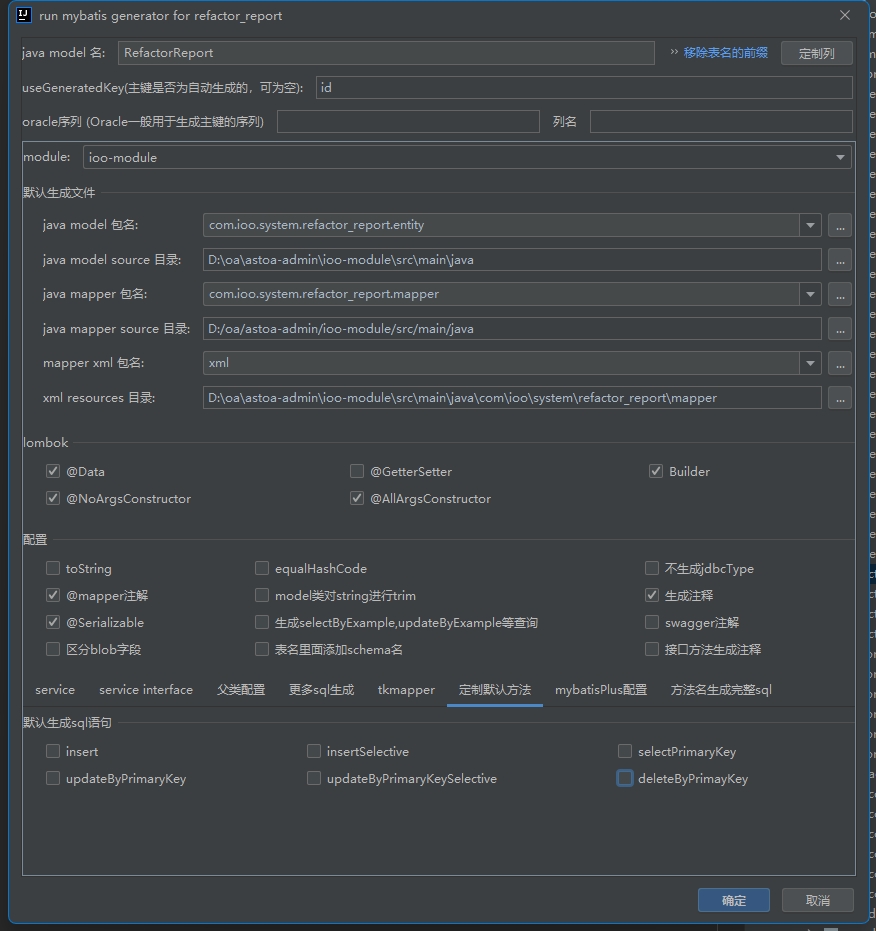 run mybatis generator for refactor_report
java model 名: RefactorReport >> 移除表名的前缀 定制列
useGeneratedKey(主键是否为自动生成的，可为空): id
oracle序列 (Oracle一般用于生成主键的序列) 列名
module: ioo-module
默认生成文件
java model 包名: com.ioo.system.refactor_report.entity ...
java model source 目录: D:\oa\astoa-admin\ioo-module\src\main\java ...
java mapper 包名: com.ioo.system.refactor_report.mapper ...
java mapper source 目录: D:/oa/astoa-admin/ioo-module/src/main/java ...
mapper xml 包名: xml ...
xml resources 目录: D:\oa\astoa-admin\ioo-module\src\main\java\com\ioo\system\refactor_report\mapper ...
lombok
@Data @GetterSetter Builder
@NoArgsConstructor @AllArgsConstructor
配置
toString equalHashCode 不生成jdbcType
@mapper注解 model类对string进行trim 生成注释
@Serializable 生成selectByExample,updateByExample等查询 swagger注解
区分blob字段 表名里面添加schema名 接口方法生成注释
service service interface 父类配置 更多sql生成 tkmapper 定制默认方法 mybatisPlus配置 方法名生成完整sql
默认生成sql语句
insert insertSelective selectPrimaryKey
updateByPrimaryKey updateByPrimaryKeySelective deleteByPrimayKey
确定 取消